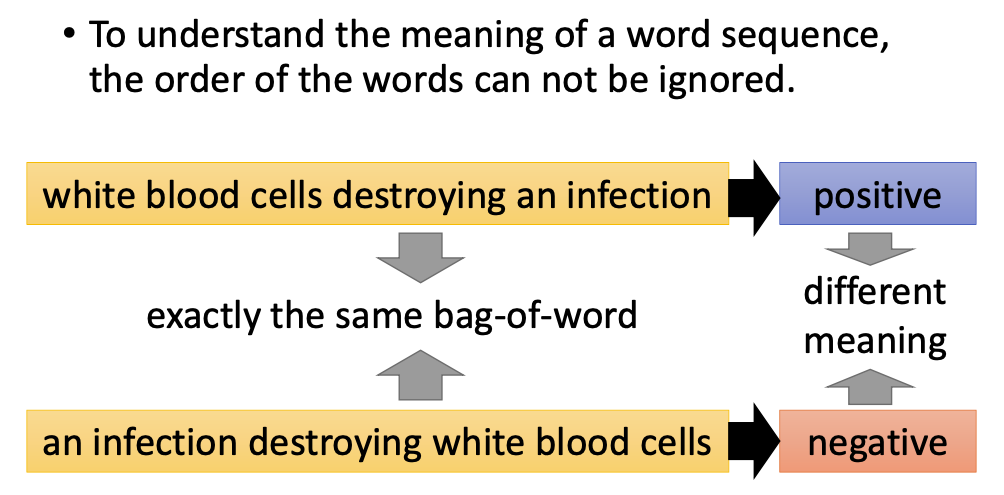 • To understand the meaning of a word sequence,
the order of the words can not be ignored.
white blood cells destroying an infection
positive
exactly the same bag-of-word
different
meaning
an infection destroying white blood cells
negative